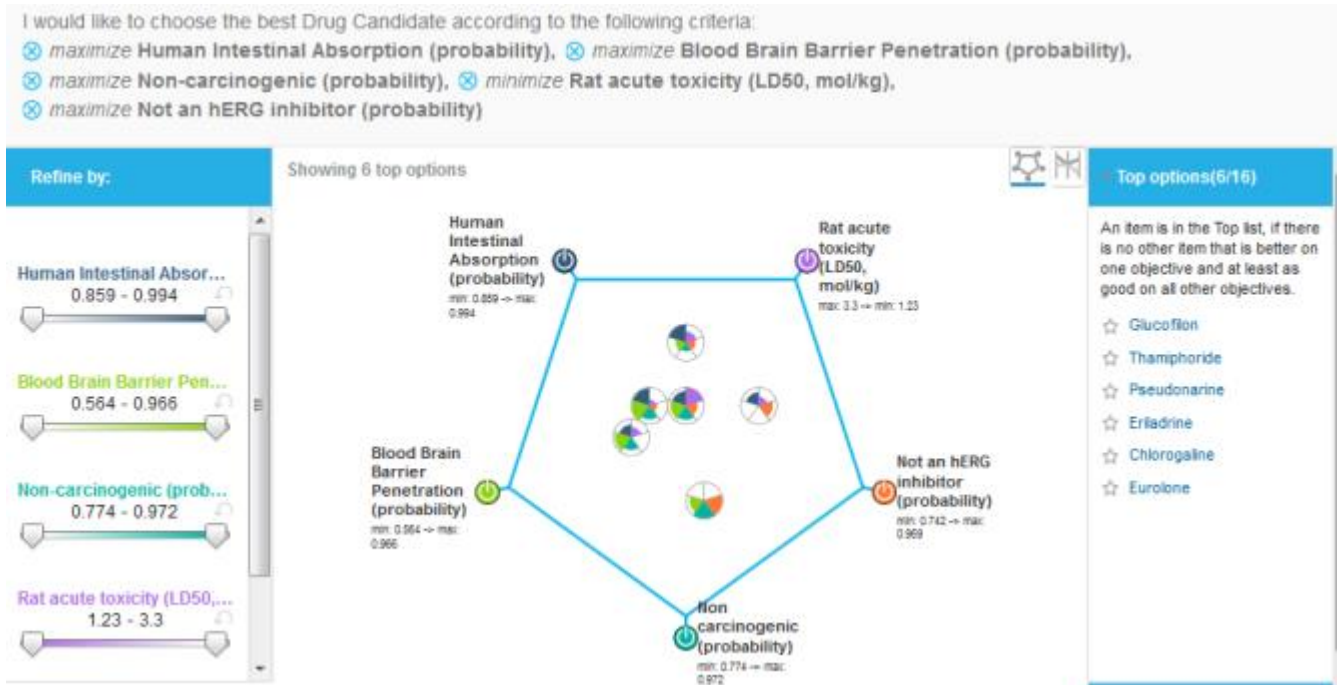 I would like to choose the best Drug Candidate according to the following criteria:
maximize Human Intestinal Absorption (probability), maximize Blood Brain Barrier Penetration (probability),
maximize Non-carcinogenic (probability), minimize Rat acute toxicity (LD50, mol/kg),
maximize Not an hERG inhibitor (probability)
Refine by:
Human Intestinal Absor...
0.859 - 0.994
Blood Brain Barrier Pen...
0.564 - 0.966
Non-carcinogenic (prob...
0.774 - 0.972
Rat acute toxicity (LD50,...
1.23 - 3.3
Showing 6 top options
Human
Intestinal
Absorption
(probability)
min: 0.859 -> max:
0.994
Rat acute
toxicity
(LD50,
mol/kg)
max: 3.3 -> min: 1.23
Blood Brain
Barrier
Penetration
(probability)
min: 0.564 -> max:
0.966
Not an hERG
inhibitor
(probability)
min: 0.742 -> max:
0.969
Non
carcinogenic
(probability)
min: 0.774 -> max:
0.972
Top options(6/16)
An item is in the Top list, if there
is no other item that is better on
one objective and at least as
good on all other objectives.
Glucofilon
Thamiphoride
Pseudonarine
Eriladrine
Chlorogaline
Eurolone